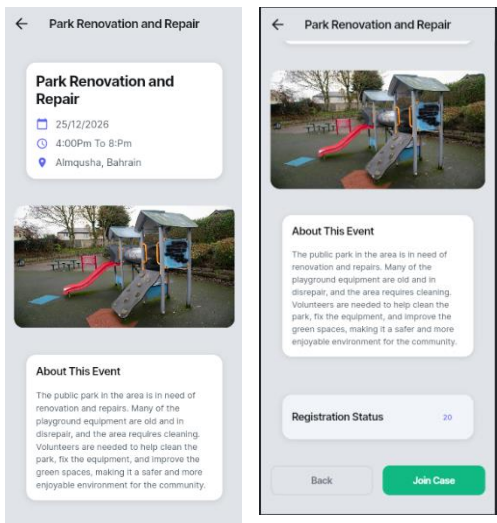 Park Renovation and Repair
Park Renovation and
Repair
25/12/2026
4:00Pm To 8:Pm
Almqusha, Bahrain
About This Event
The public park in the area is in need of
renovation and repairs. Many of the
playground equipment are old and in
disrepair, and the area requires cleaning.
Volunteers are needed to help clean the
park, fix the equipment, and improve the
green spaces, making it a safer and more
enjoyable environment for the community.
Park Renovation and Repair
About This Event
The public park in the area is in need of
renovation and repairs. Many of the
playground equipment are old and in
disrepair, and the area requires cleaning.
Volunteers are needed to help clean the
park, fix the equipment, and improve the
green spaces, making it a safer and more
enjoyable environment for the community.
Registration Status 20
Back Join Case